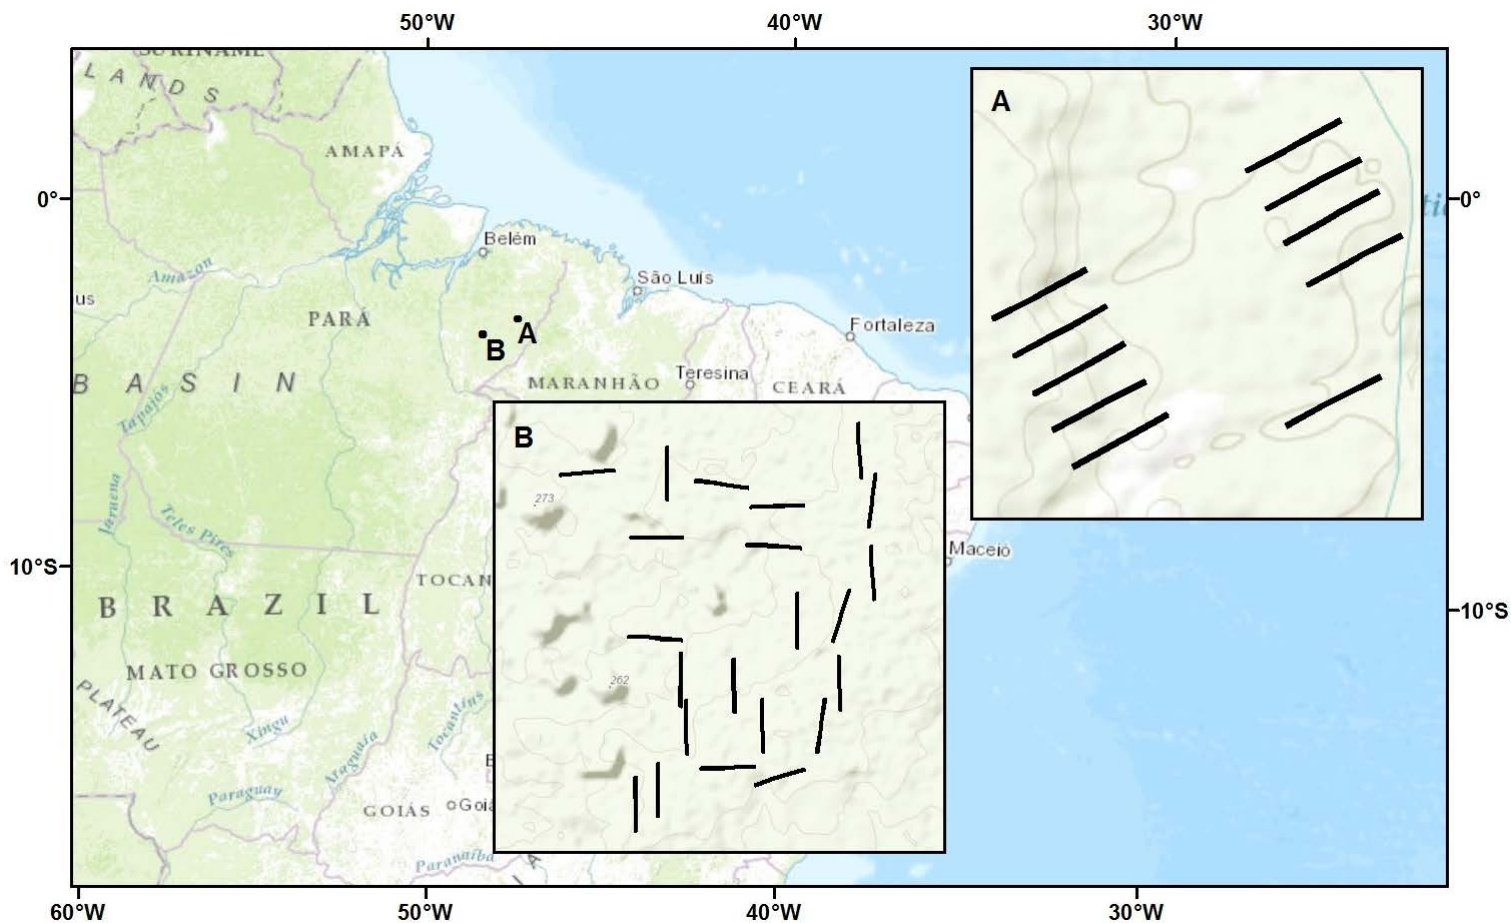 50°W
40°W
30°W
SURINAME
LANDS
A
AMAPÁ
0°
0°
Belém
Amazon
São Luís
PARÁ
A
Fortaleza
B
BASIN
Teresina
MARANHÃO
CEARÁ
Tapajós
B
273
Juruena
Teles Pires
Maceió
10°S
TOCAN
BRAZIL
10°S
MATO GROSSO
262
PLATEAU
Xingu
Tocantins
Araguaia
Paraguay
GOIÁS
Goiâ
Paranaíba
60°W
50°W
40°W
30°W